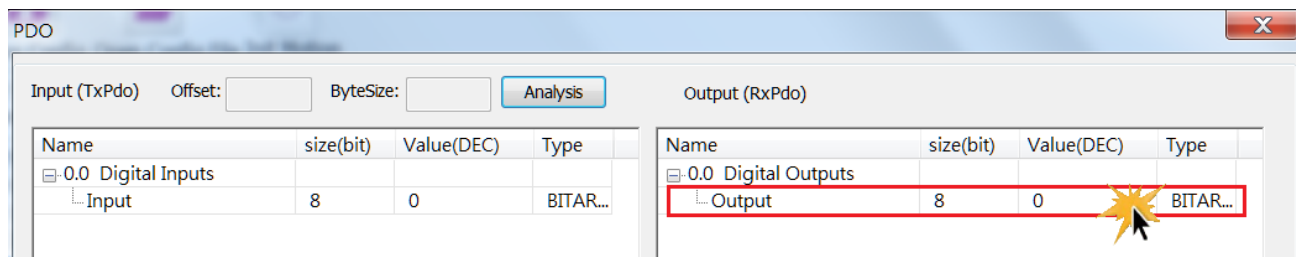 PDO
Input (TxPdo) Offset: ByteSize: Analysis Output (RxPdo)
Name size(bit) Value(DEC) Type Name size(bit) Value(DEC) Type
0.0 Digital Inputs 0.0 Digital Outputs
Input 8 0 BITAR... Output 8 0 BITAR...